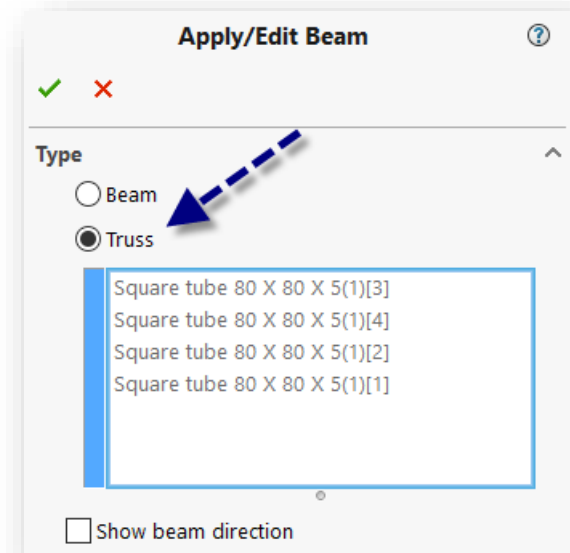 Apply/Edit Beam
Type
Beam
Truss
Square tube 80 X 80 X 5(1)[3]
Square tube 80 X 80 X 5(1)[4]
Square tube 80 X 80 X 5(1)[2]
Square tube 80 X 80 X 5(1)[1]
Show beam direction